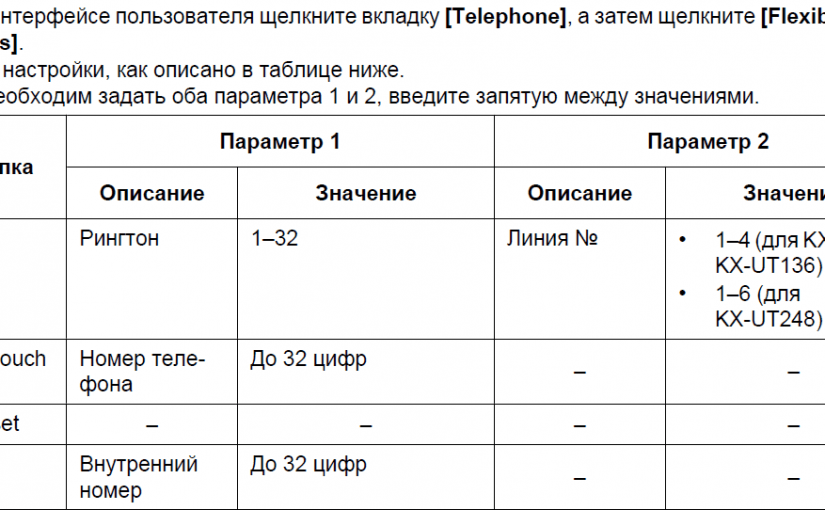 нтерфейсе пользователя щелкните вкладку [Telephone], а затем щелкните [Flexib
s].
настройки, как описано в таблице ниже.
еобходим задать оба параметра 1 и 2, введите запятую между значениями.
пка Параметр 1 Параметр 2
Описание Значение Описание Значени
Рингтон 1–32 Линия № • 1–4 (для KX
KX-UT136)
• 1–6 (для
KX-UT248)
ouch Номер теле- До 32 цифр – –
фона
et – – – –
Внутренний До 32 цифр – –
номер